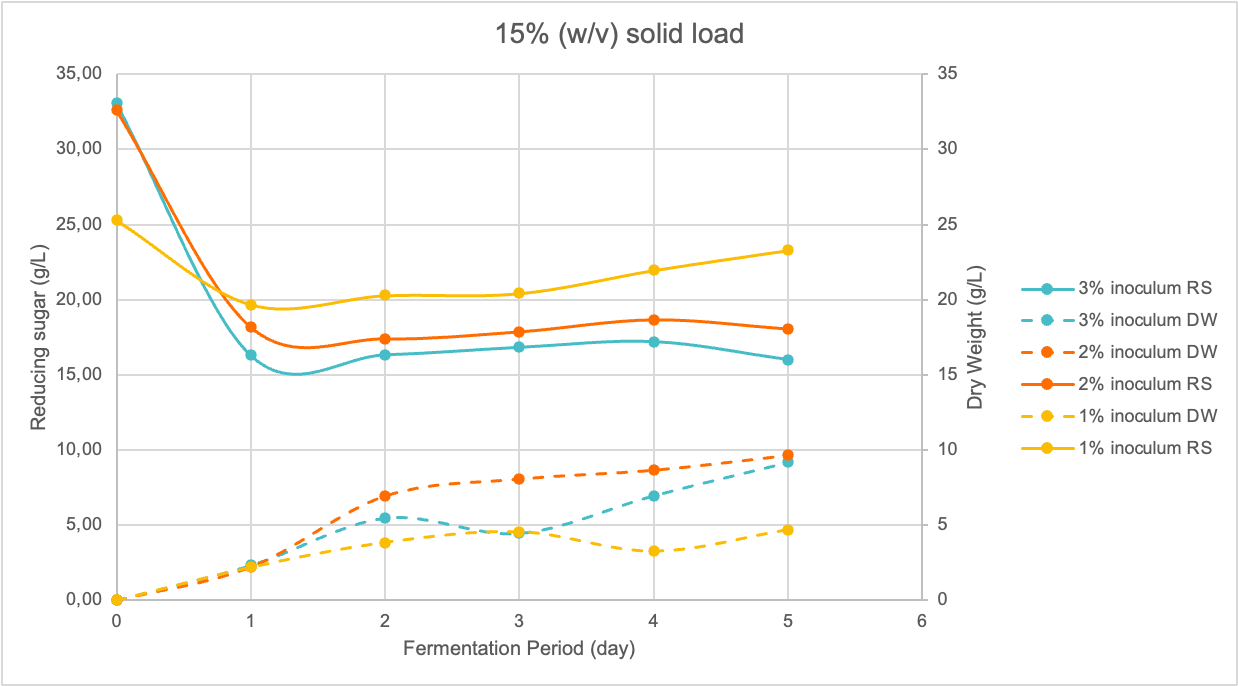 15% (w/v) solid load
35,00
30,00
25,00
20,00
15,00
10,00
5,00
0,00
Reducing sugar (g/L)
0 1 2 3 4 5 6
Fermentation Period (day)
35
30
25
20
15
10
5
0
Dry Weight (g/L)
3% inoculum RS
3% inoculum DW
2% inoculum DW
2% inoculum RS
1% inoculum DW
1% inoculum RS